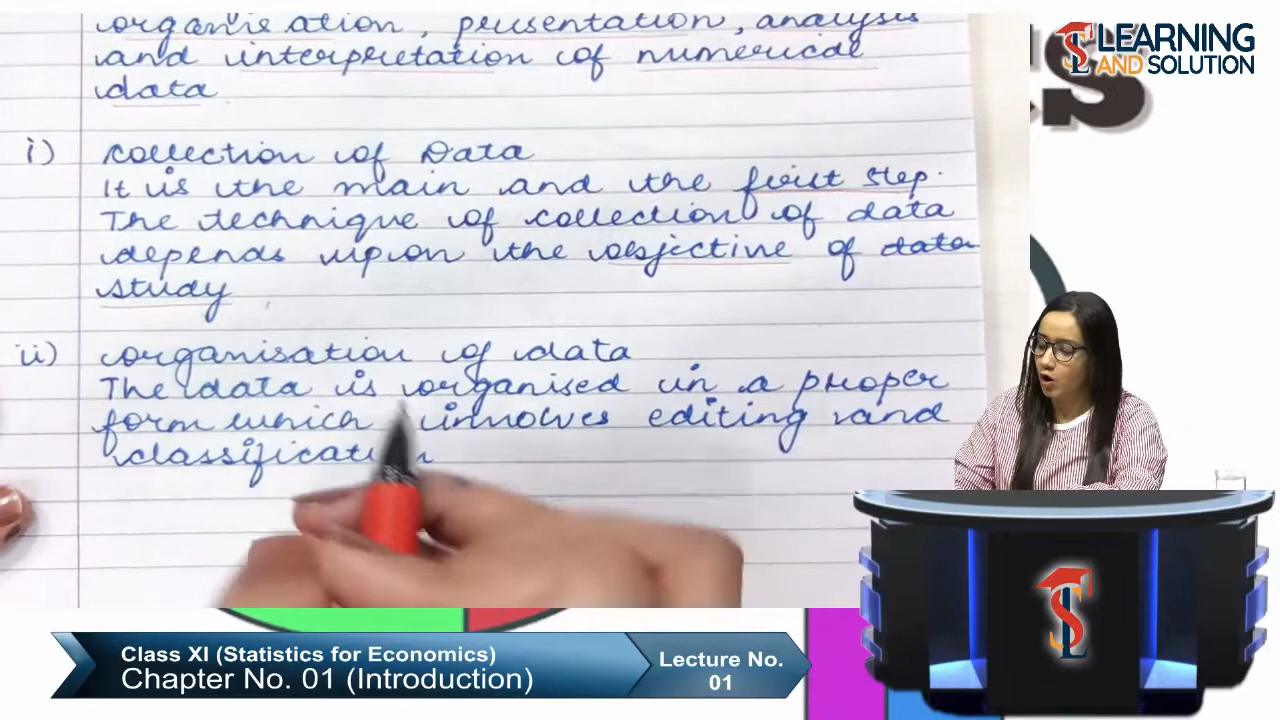 organisation, presentation, analysis
and interpretation of numerical
data
i) collection of Data
It is the main and the first step.
The technique of collection of data
depends upon the objective of data
study
ii) organisation of data
The data is organised in a proper
form which involves editing and
classification
LEARNING
AND SOLUTION
CS
Class XI (Statistics for Economics)
Chapter No. 01 (Introduction)
Lecture No.
01